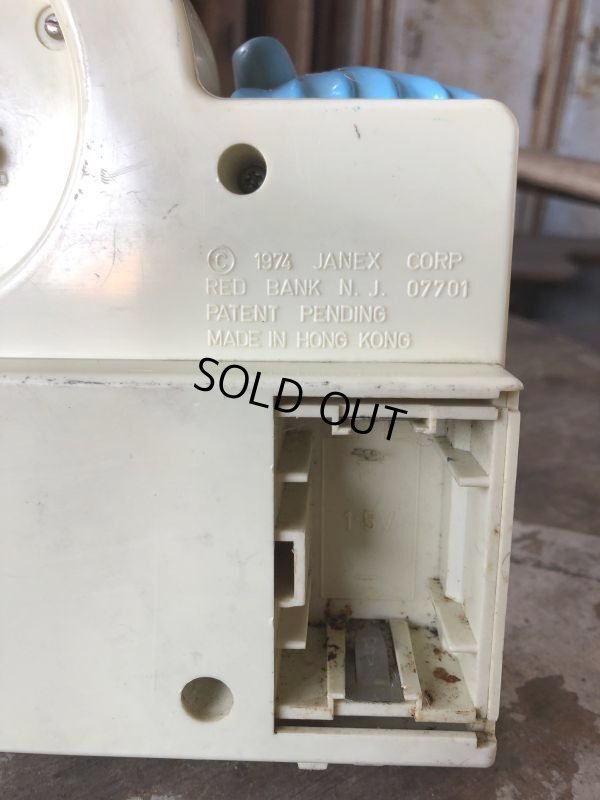 © 1974 JANEX CORP
RED BANK N. J. 07701
PATENT PENDING
MADE IN HONG KONG
SOLD OUT
1.5V